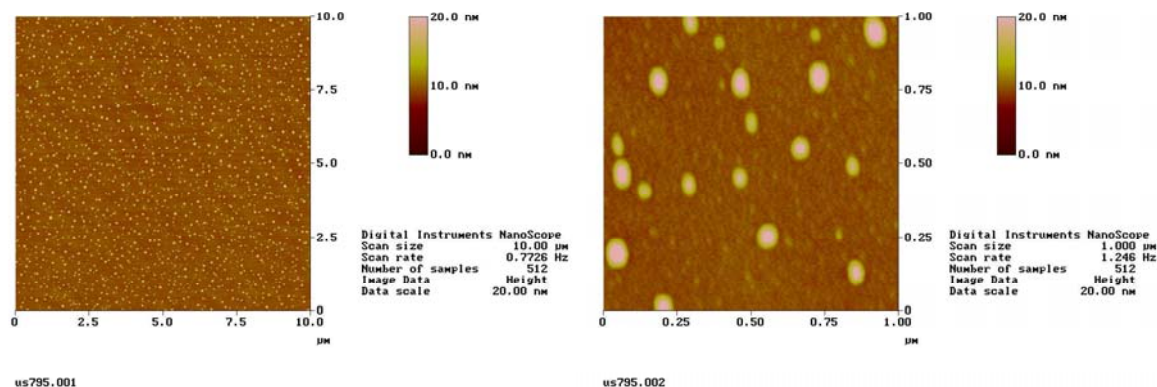 10.0
7.5
5.0
2.5
0
0
2.5
5.0
7.5
10.0
µm
20.0 nm
10.0 nm
0.0 nm
Digital Instruments NanoScope
Scan size 10.00 µm
Scan rate 0.7726 Hz
Number of samples 512
Image Data Height
Data scale 20.00 nm
us795.001
1.00
0.75
0.50
0.25
0
0
0.25
0.50
0.75
1.00
µm
20.0 nm
10.0 nm
0.0 nm
Digital Instruments NanoScope
Scan size 1.000 µm
Scan rate 1.246 Hz
Number of samples 512
Image Data Height
Data scale 20.00 nm
us795.002